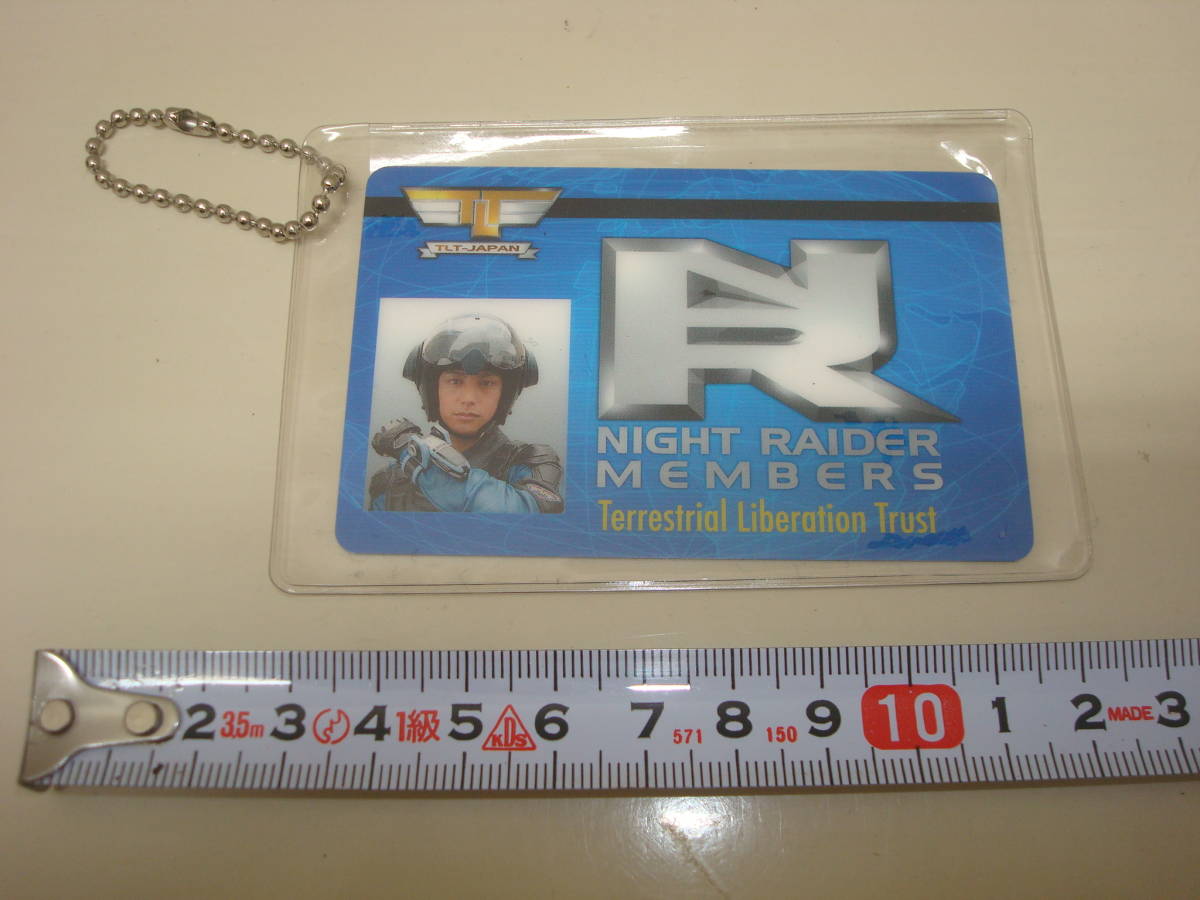 TLT
TLT-JAPAN
NR
NIGHT RAIDER
MEMBERS
Terrestrial Liberation Trust
2 3.5m 3 4 1級 5 KDS 6 7 571 8 150 9 10 1 2 MADE 3